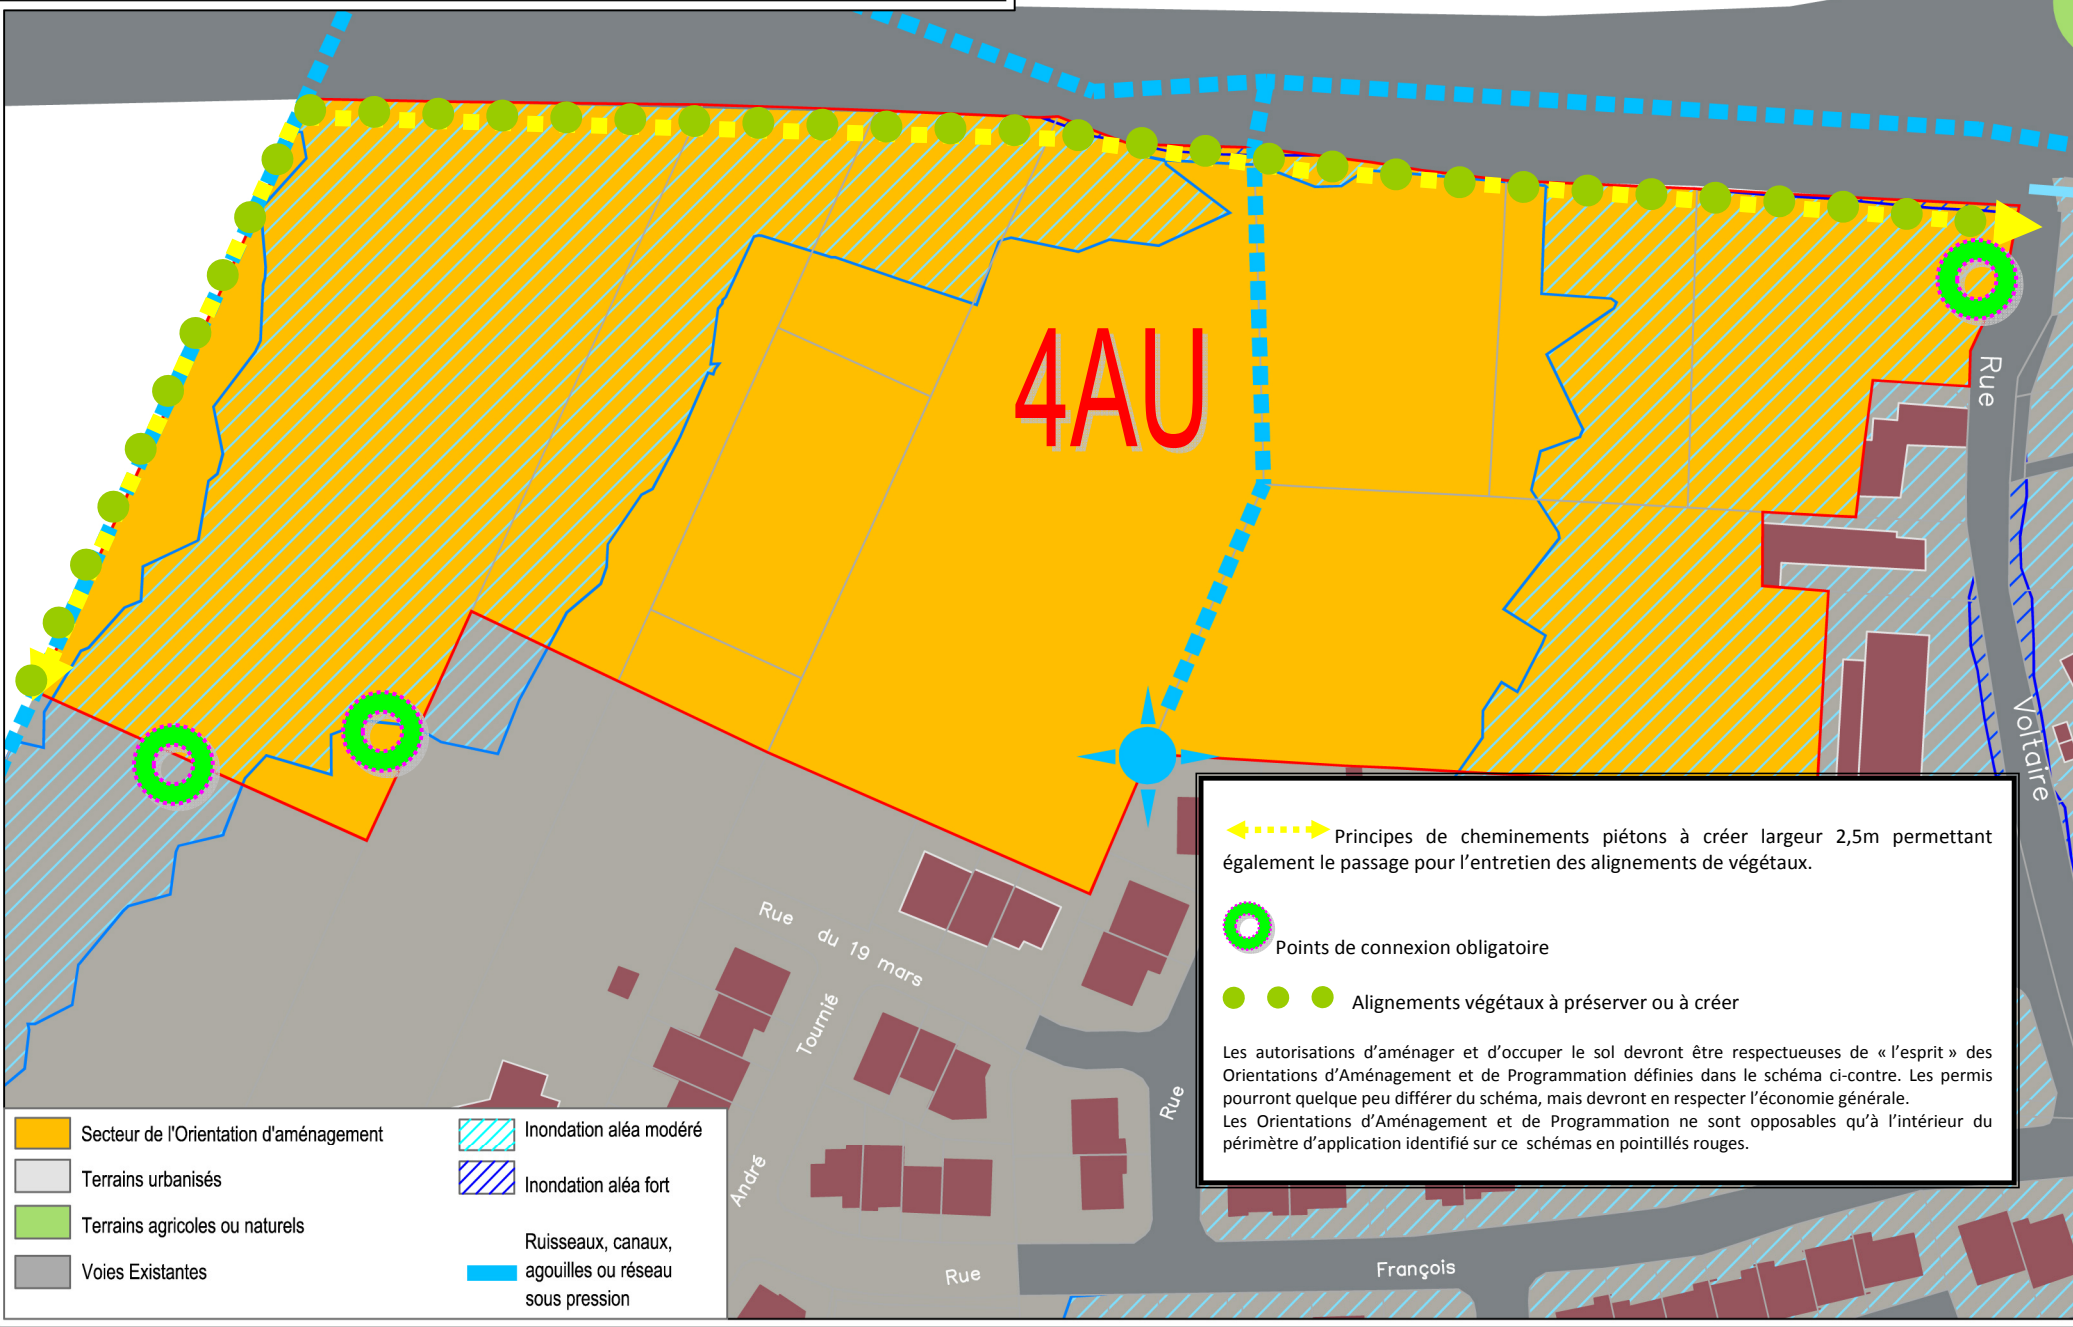 4AU
Rue
Voltaire
Principes de cheminements piétons à créer largeur 2,5m permettant
également le passage pour l'entretien des alignements de végétaux.
Points de connexion obligatoire
Alignements végétaux à préserver ou à créer
Les autorisations d'aménager et d'occuper le sol devront être respectueuses de « l'esprit » des
Orientations d'Aménagement et de Programmation définies dans le schéma ci-contre. Les permis
pourront quelque peu différer du schéma, mais devront en respecter l'économie générale.
Les Orientations d'Aménagement et de Programmation ne sont opposables qu'à l'intérieur du
périmètre d'application identifié sur ce schémas en pointillés rouges.
Rue du 19 mars
Tournié
André
Rue
Rue
François
Secteur de l'Orientation d'aménagement
Terrains urbanisés
Terrains agricoles ou naturels
Voies Existantes
Inondation aléa modéré
Inondation aléa fort
Ruisseaux, canaux,
agouilles ou réseau
sous pression